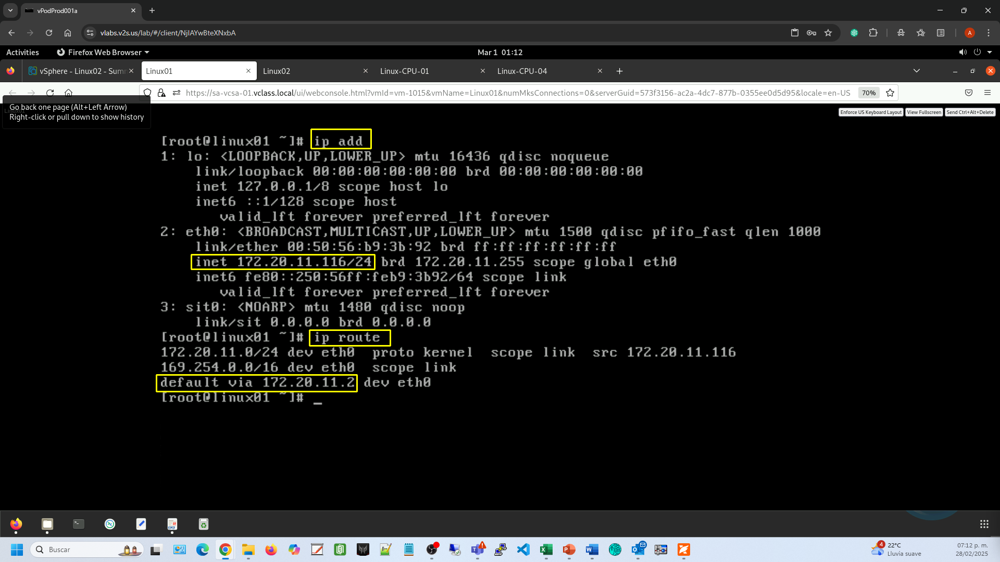 vPodProd001a
vlabs.v2s.us/lab/#/client/NjIAYwBteXNxbA
A
Activities
Firefox Web Browser
Mar 1 01:12
vSphere - Linux02 - Summ
Linux01
Linux02
Linux-CPU-01
Linux-CPU-04
https://sa-vcsa-01.vclass.local/ui/webconsole.html?vmId=vm-1015&vmName=Linux01&numMksConnections=0&serverGuid=573f3156-ac2a-4dc7-877b-0355ee0d5d95&locale=en-US
70%
Go back one page (Alt+Left Arrow)
Right-click or pull down to show history
Linux01
Enforce US Keyboard Layout
View Fullscreen
Send Ctrl+Alt+Delete
[root@linux01 ~]# ip add
1: lo: <LOOPBACK,UP,LOWER_UP> mtu 16436 qdisc noqueue
link/loopback 00:00:00:00:00:00 brd 00:00:00:00:00:00
inet 127.0.0.1/8 scope host lo
inet6 ::1/128 scope host
valid_lft forever preferred_lft forever
2: eth0: <BROADCAST,MULTICAST,UP,LOWER_UP> mtu 1500 qdisc pfifo_fast qlen 1000
link/ether 00:50:56:b9:3b:92 brd ff:ff:ff:ff:ff:ff
inet 172.20.11.116/24 brd 172.20.11.255 scope global eth0
inet6 fe80::250:56ff:feb9:3b92/64 scope link
valid_lft forever preferred_lft forever
3: sit0: <NOARP> mtu 1480 qdisc noop
link/sit 0.0.0.0 brd 0.0.0.0
[root@linux01 ~]# ip route
172.20.11.0/24 dev eth0  proto kernel  scope link  src 172.20.11.116
169.254.0.0/16 dev eth0  scope link
default via 172.20.11.2 dev eth0
[root@linux01 ~]# _
Buscar
4
22°C
Lluvia suave
07:12 p. m.
28/02/2025